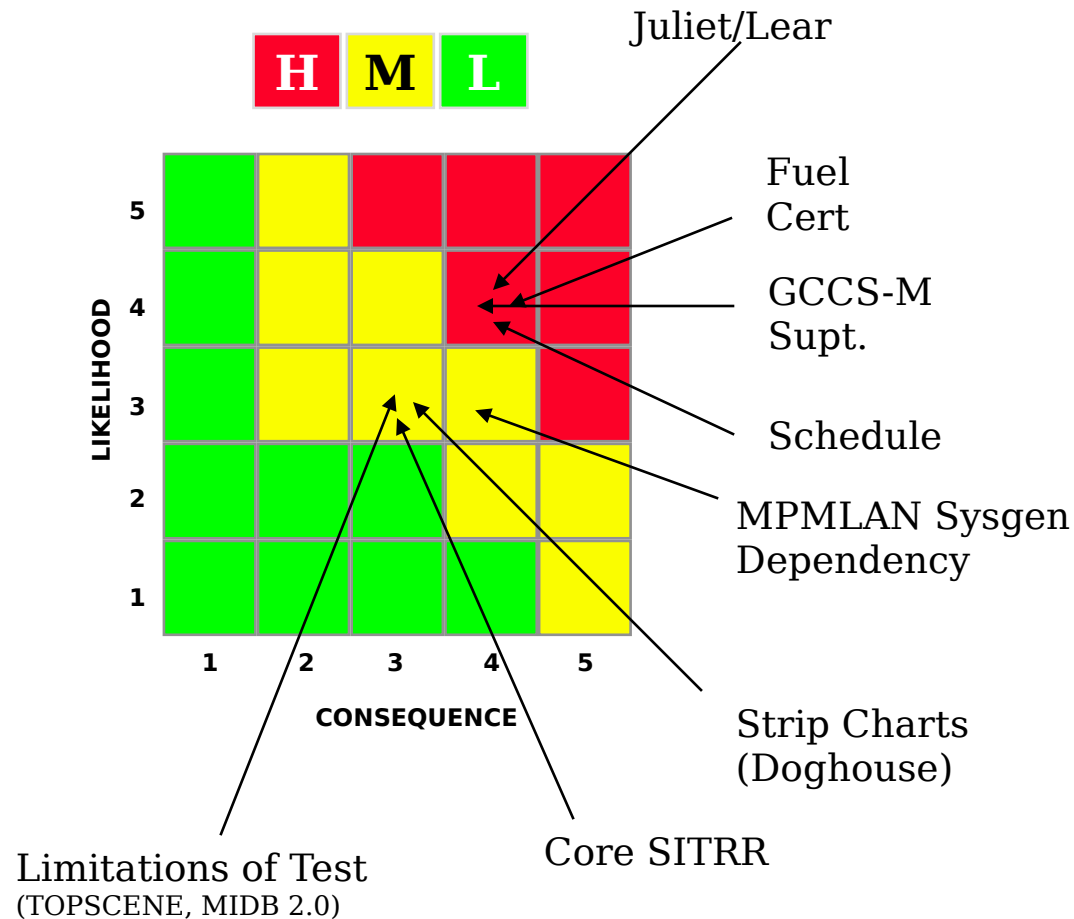 Juliet/Lear
H M L
Fuel
Cert
5
GCCS-M
Supt.
4
LIKELIHOOD
3
Schedule
2
MPMLAN Sysgen
Dependency
1
1 2 3 4 5
CONSEQUENCE
Strip Charts
(Doghouse)
Core SITRR
Limitations of Test
(TOPSCENE, MIDB 2.0)